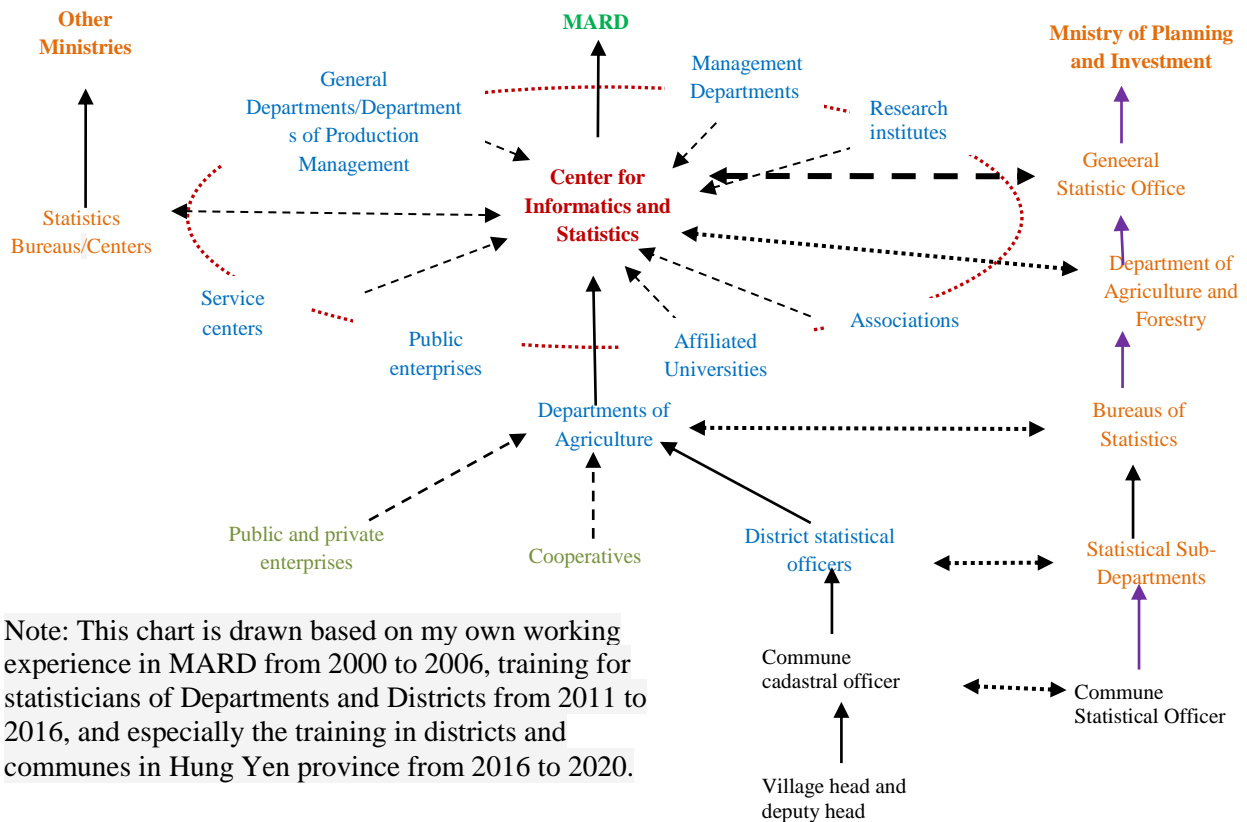 Other
Ministries
MARD
Mnistry of Planning
and Investment
General
Departments/Department
s of Production
Management
Management
Departments
Research
institutes
Center for
Informatics and
Statistics
Geneeral
Statistic Office
Statistics
Bureaus/Centers
Department of
Agriculture and
Forestry
Service
centers
Public
enterprises
Affiliated
Universities
Associations
Departments of
Agriculture
Bureaus of
Statistics
Public and private
enterprises
Cooperatives
District statistical
officers
Statistical Sub-
Departments
Note: This chart is drawn based on my own working
experience in MARD from 2000 to 2006, training for
statisticians of Departments and Districts from 2011 to
2016, and especially the training in districts and
communes in Hung Yen province from 2016 to 2020.
Commune
cadastral officer
Commune
Statistical Officer
Village head and
deputy head